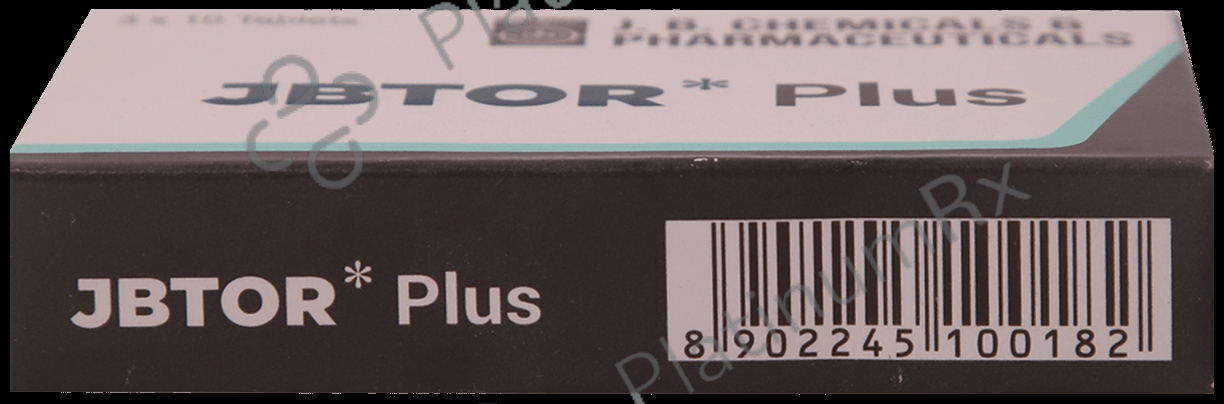 3 x 10 Tablets
J. B. CHEMICALS &
PHARMACEUTICALS
JBTOR* Plus
JBTOR* Plus
8 902245 100182
PlatinumRx